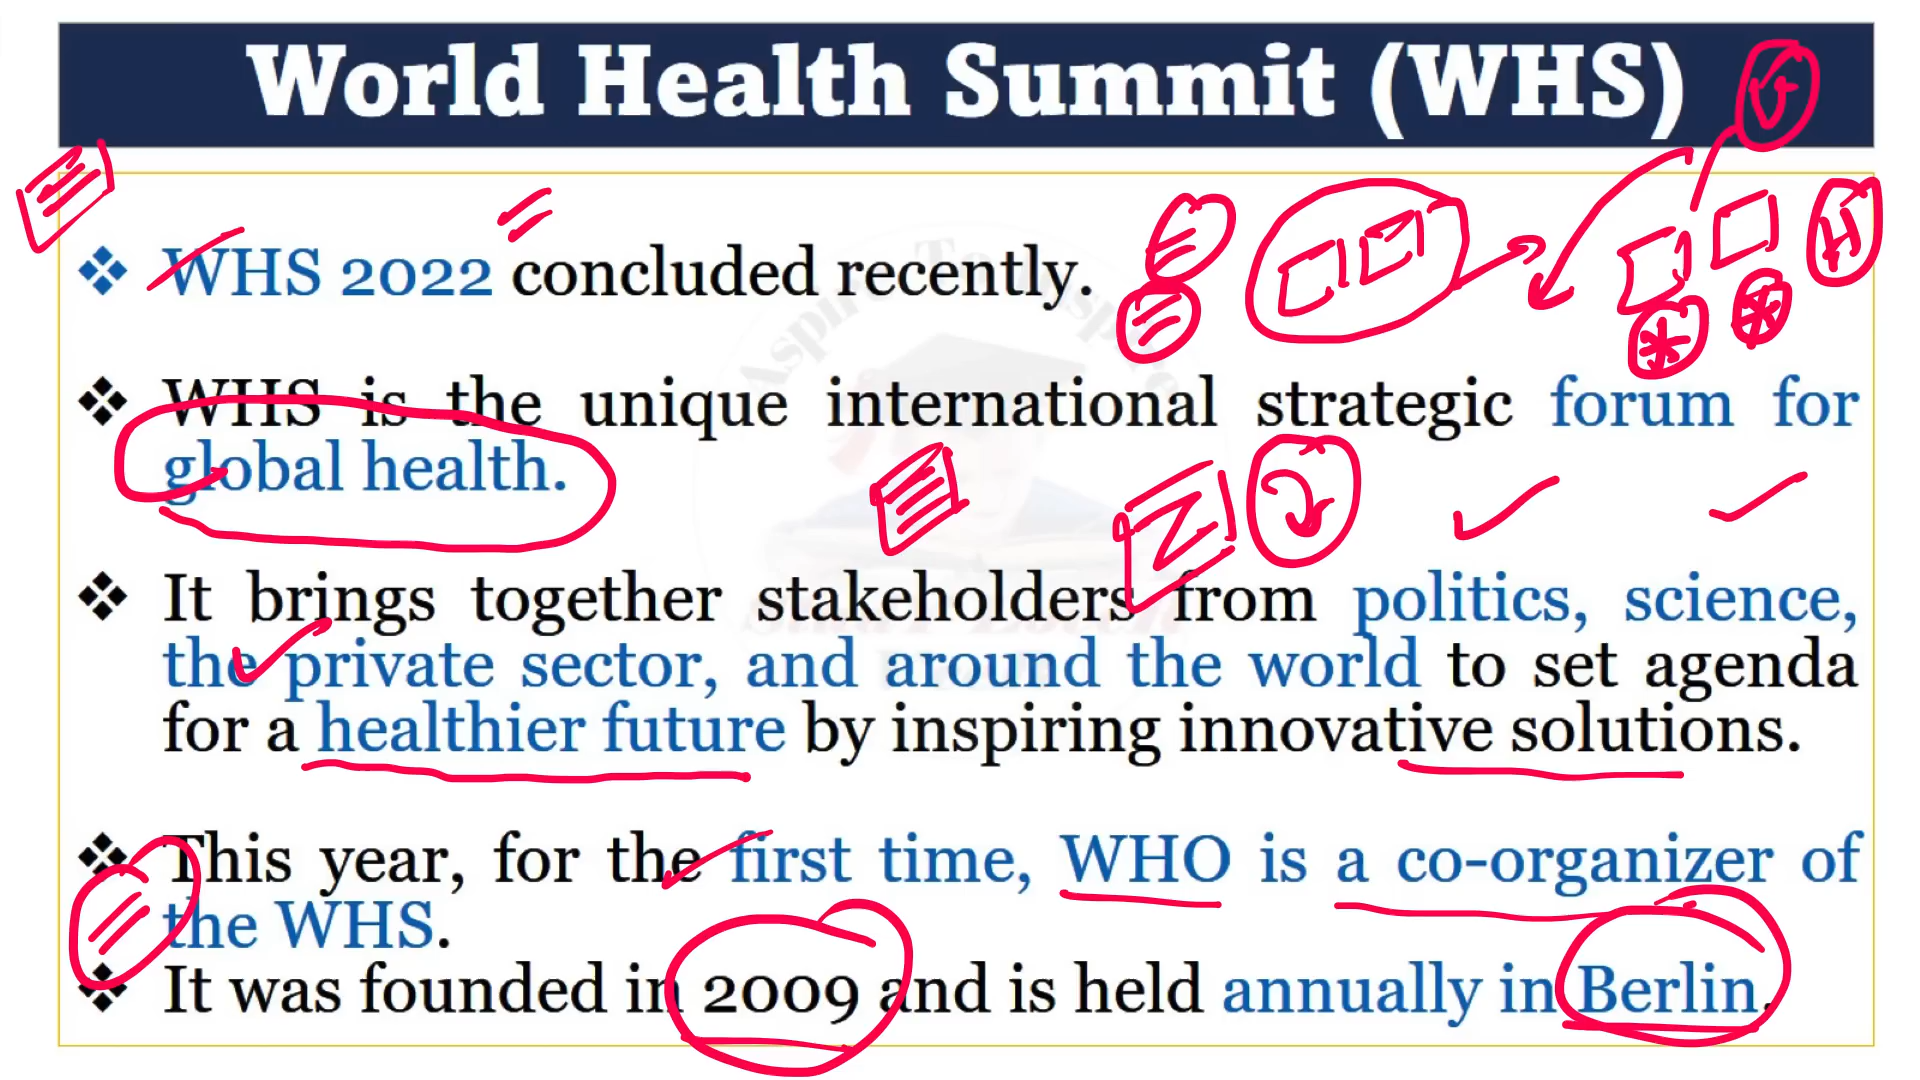 World Health Summit (WHS)
❖ WHS 2022 concluded recently.
❖ WHS is the unique international strategic forum for
global health.
❖ It brings together stakeholders from politics, science,
the private sector, and around the world to set agenda
for a healthier future by inspiring innovative solutions.
❖ This year, for the first time, WHO is a co-organizer of
the WHS.
❖ It was founded in 2009 and is held annually in Berlin.